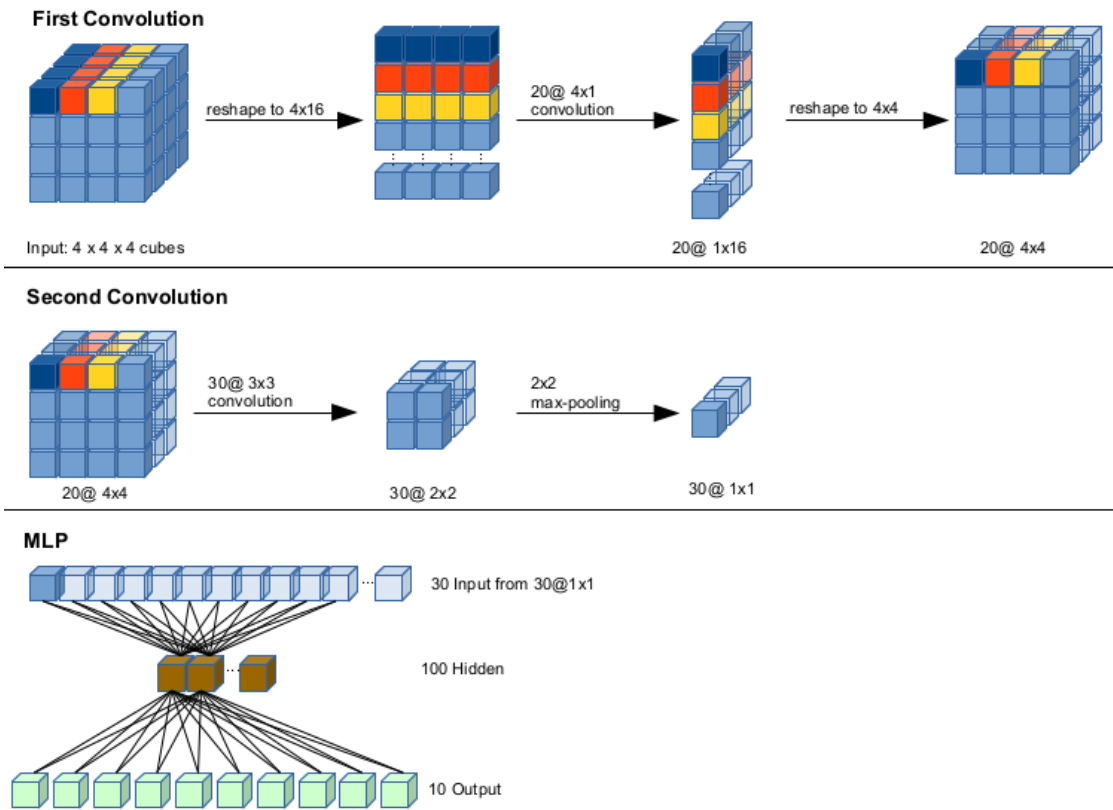 First Convolution
reshape to 4x16
20@ 4x1
convolution
reshape to 4x4
Input: 4 x 4 x 4 cubes
20@ 1x16
20@ 4x4
Second Convolution
30@ 3x3
convolution
2x2
max-pooling
20@ 4x4
30@ 2x2
30@ 1x1
MLP
30 Input from 30@1x1
100 Hidden
10 Output